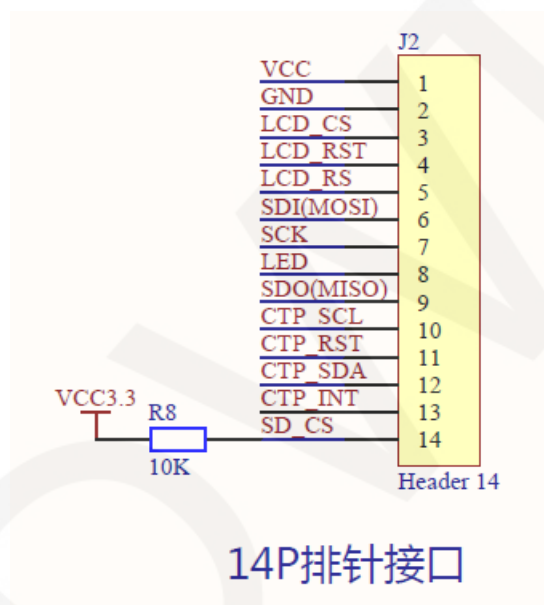 J2
VCC 1
GND 2
LCD_CS 3
LCD_RST 4
LCD_RS 5
SDI(MOSI) 6
SCK 7
LED 8
SDO(MISO) 9
CTP_SCL 10
CTP_RST 11
CTP_SDA 12
CTP_INT 13
VCC3.3 R8 SD_CS 14
10K
Header 14
14P排针接口